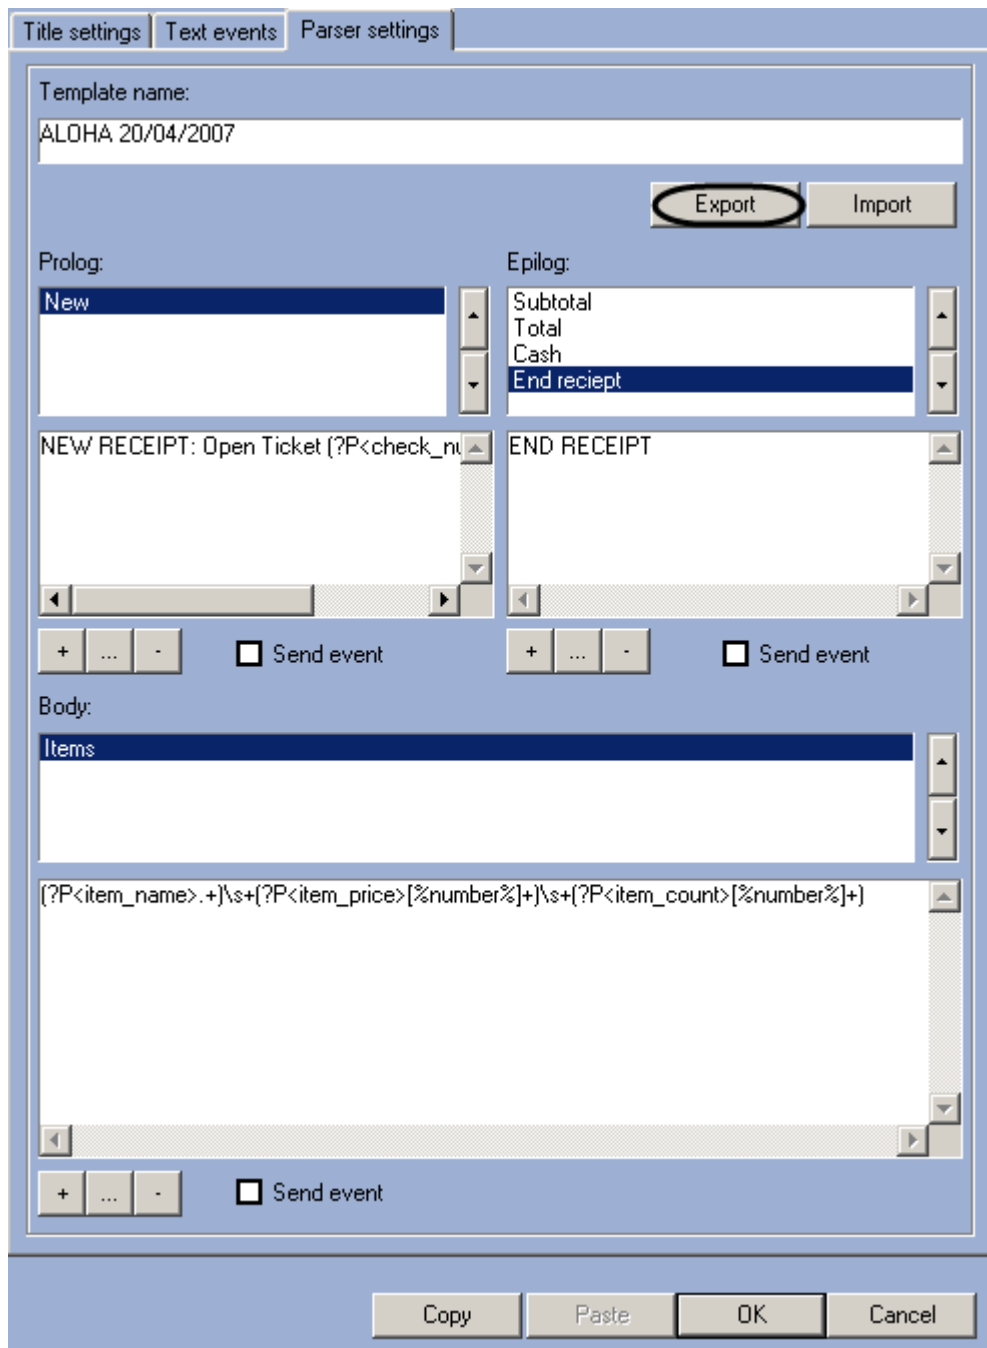 Title settings Text events Parser settings
Template name:
ALOHA 20/04/2007
Export Import
Prolog: Epilog:
New
Subtotal
Total
Cash
End reciept
NEW RECEIPT: Open Ticket (?P<check_nu
END RECEIPT
+ ... - Send event + ... - Send event
Body:
Items
(?P<item_name>.+)\s+(?P<item_price>[%number%]+)\s+(?P<item_count>[%number%]+)
+ ... - Send event
Copy Paste OK Cancel